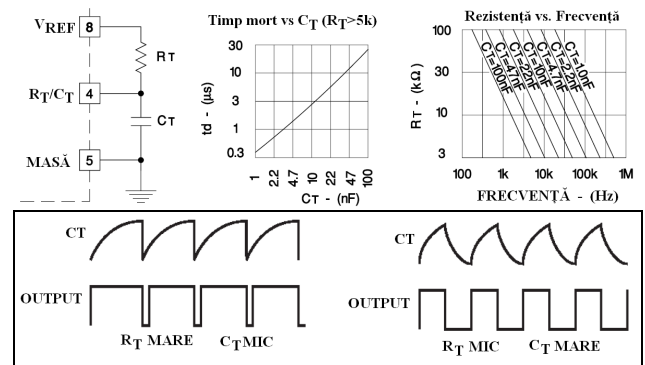 VREF 8
RT
RT/CT 4
CT
MASĂ 5
Timp mort vs CT (RT>5k)
td - (µs)
30
10
3
1
0.3
1 2.2 4.7 10 22 47 100
CT - (nF)
Rezistență vs. Frecvență
RT - (kΩ)
100
30
10
3
CT=100nF
CT=47nF
CT=22nF
CT=10nF
CT=4.7nF
CT=2.2nF
CT=1.0nF
100 1k 10k 100k 1M
FRECVENȚĂ - (Hz)
CT
OUTPUT
RT MARE CT MIC
CT
OUTPUT
RT MIC CT MARE